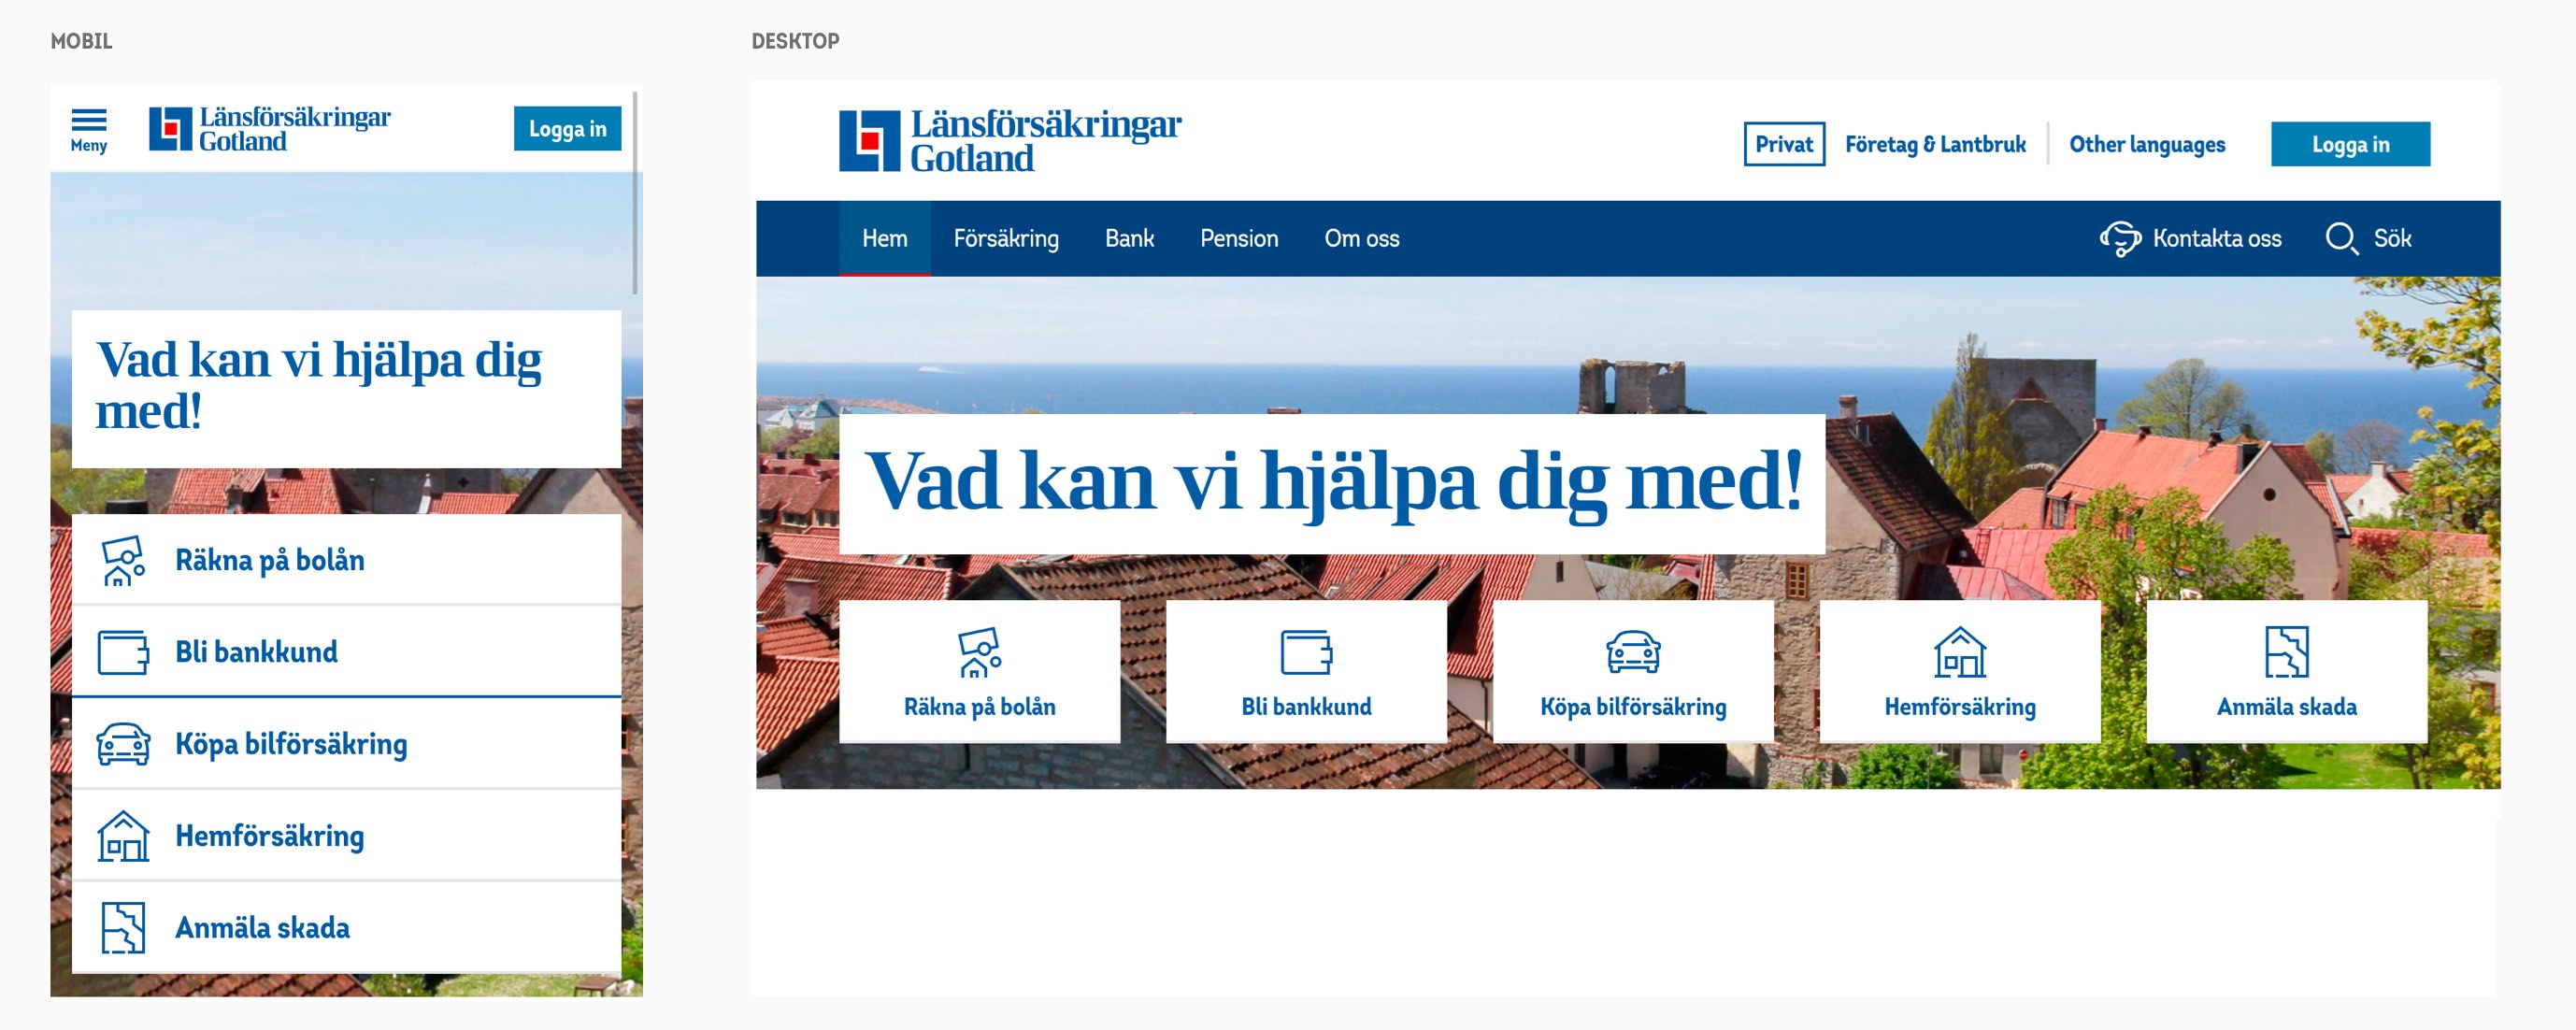 MOBIL
Meny
Länsförsäkringar
Gotland
Logga in
Vad kan vi hjälpa dig
med!
Räkna på bolån
Bli bankkund
Köpa bilförsäkring
Hemförsäkring
Anmäla skada
DESKTOP
Länsförsäkringar
Gotland
Privat Företag & Lantbruk Other languages Logga in
Hem Försäkring Bank Pension Om oss Kontakta oss Sök
Vad kan vi hjälpa dig med!
Räkna på bolån Bli bankkund Köpa bilförsäkring Hemförsäkring Anmäla skada